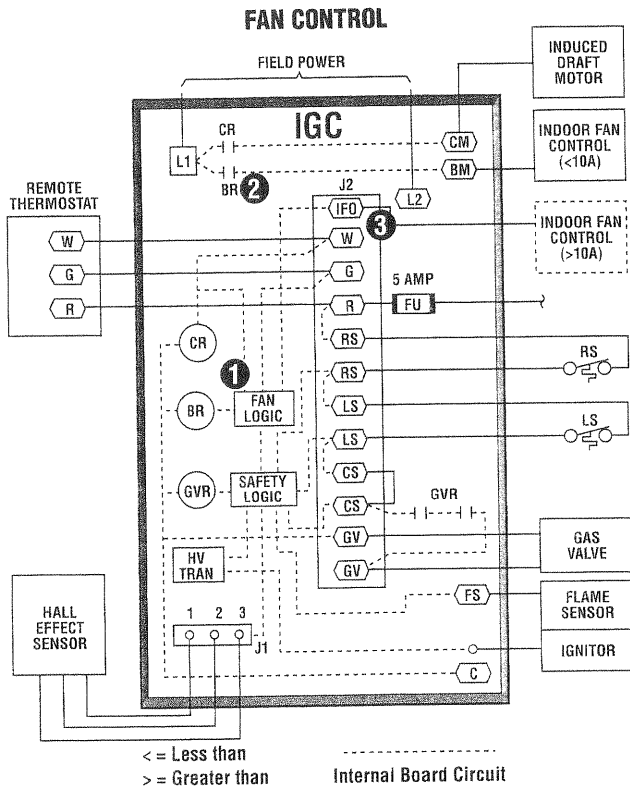 FAN CONTROL
FIELD POWER
INDUCED
DRAFT
MOTOR
IGC
CR
L1
BR
2
CM
BM
INDOOR FAN
CONTROL
(<10A)
REMOTE
THERMOSTAT
J2
L2
IFO
3
INDOOR FAN
CONTROL
(>10A)
W
W
G
G
R
R
5 AMP
FU
CR
RS
RS
RS
1
BR
FAN
LOGIC
LS
LS
LS
GVR
SAFETY
LOGIC
CS
CS
GVR
HV
TRAN
GV
GV
GAS
VALVE
HALL
EFFECT
SENSOR
1 2 3
J1
FS
FLAME
SENSOR
IGNITOR
C
< = Less than
> = Greater than
Internal Board Circuit